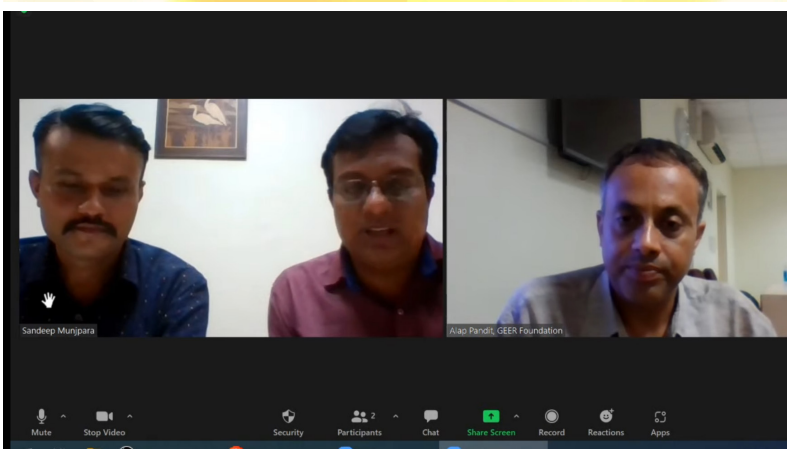 Sandeep Munjpara
Alap Pandit, GEER Foundation
Mute
Stop Video
Security
Participants
2
Chat
Share Screen
Record
Reactions
Apps